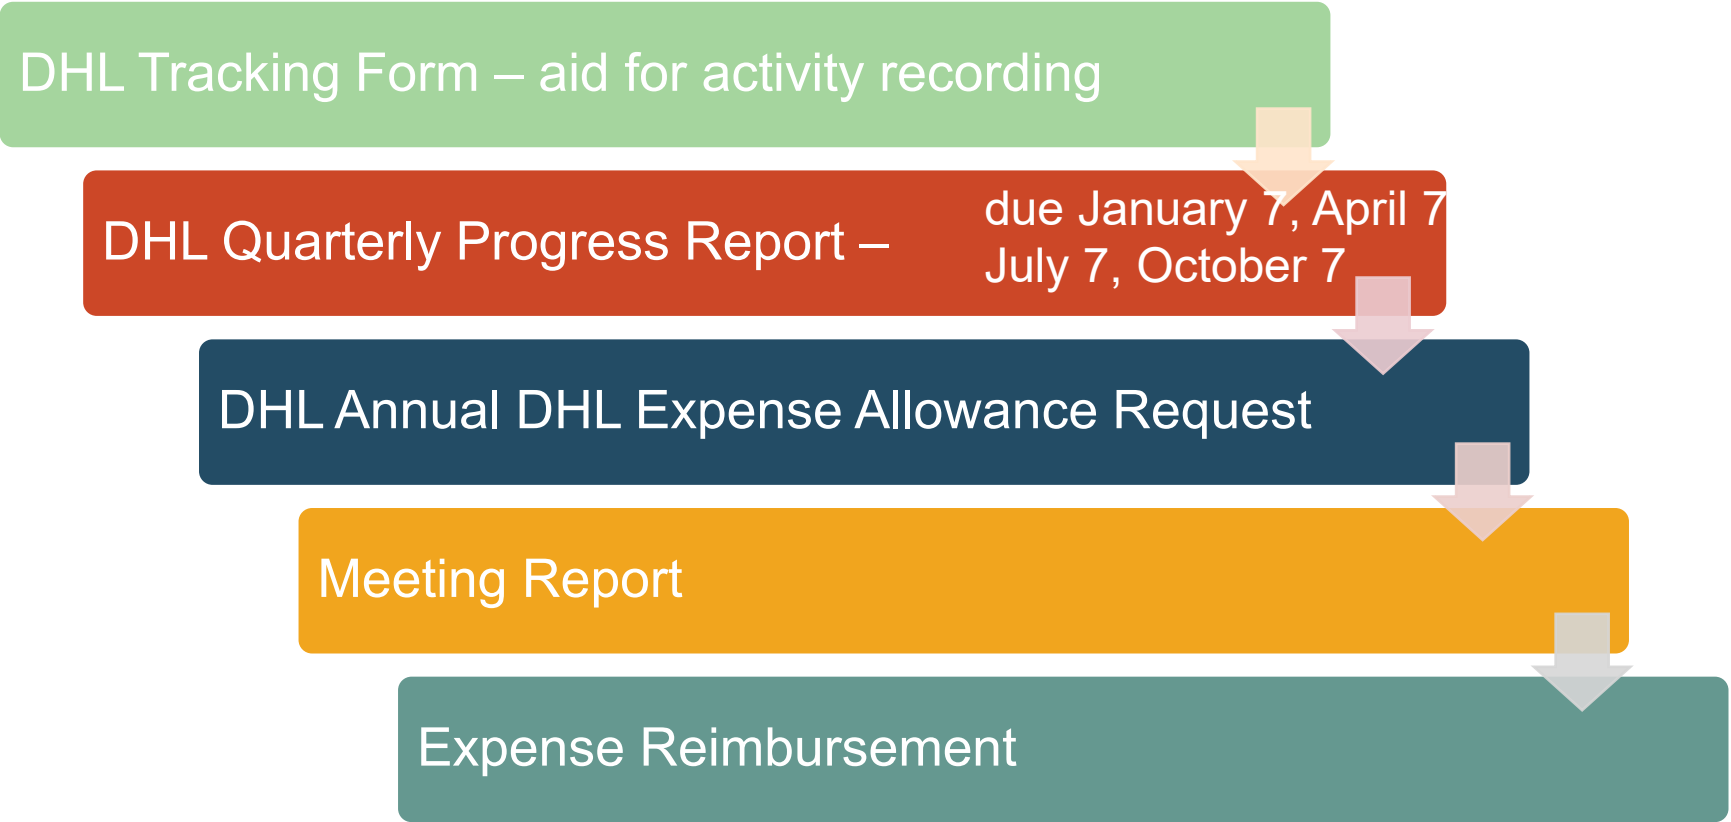 DHL Tracking Form – aid for activity recording
DHL Quarterly Progress Report –
due January 7, April 7
July 7, October 7
DHL Annual DHL Expense Allowance Request
Meeting Report
Expense Reimbursement